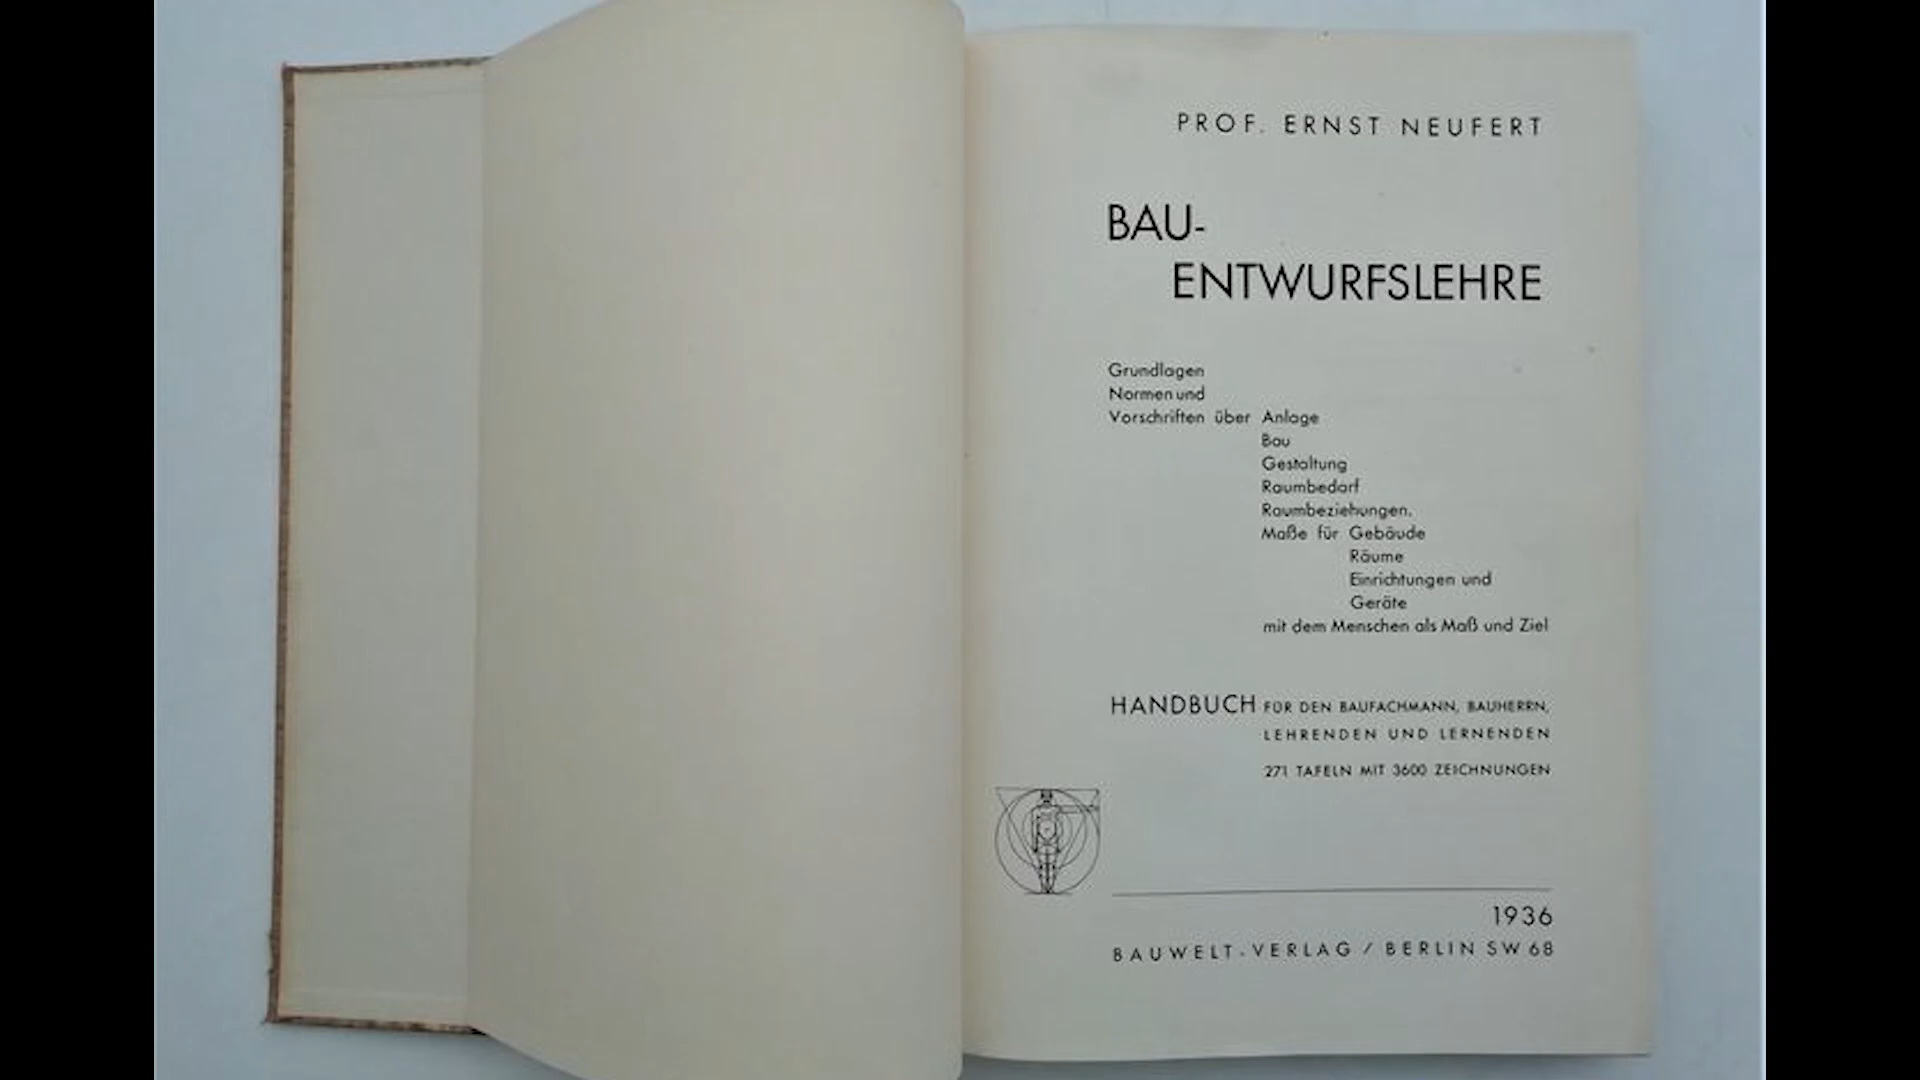 PROF. ERNST NEUFERT
BAU-
ENTWURFSLEHRE
Grundlagen
Normen und
Vorschriften über Anlage
Bau
Gestaltung
Raumbedarf
Raumbeziehungen.
Maße für Gebäude
Räume
Einrichtungen und
Geräte
mit dem Menschen als Maß und Ziel
HANDBUCH FÜR DEN BAUFACHMANN, BAUHERRN,
LEHRENDEN UND LERNENDEN
271 TAFELN MIT 3600 ZEICHNUNGEN
1936
BAUWELT-VERLAG / BERLIN SW 68